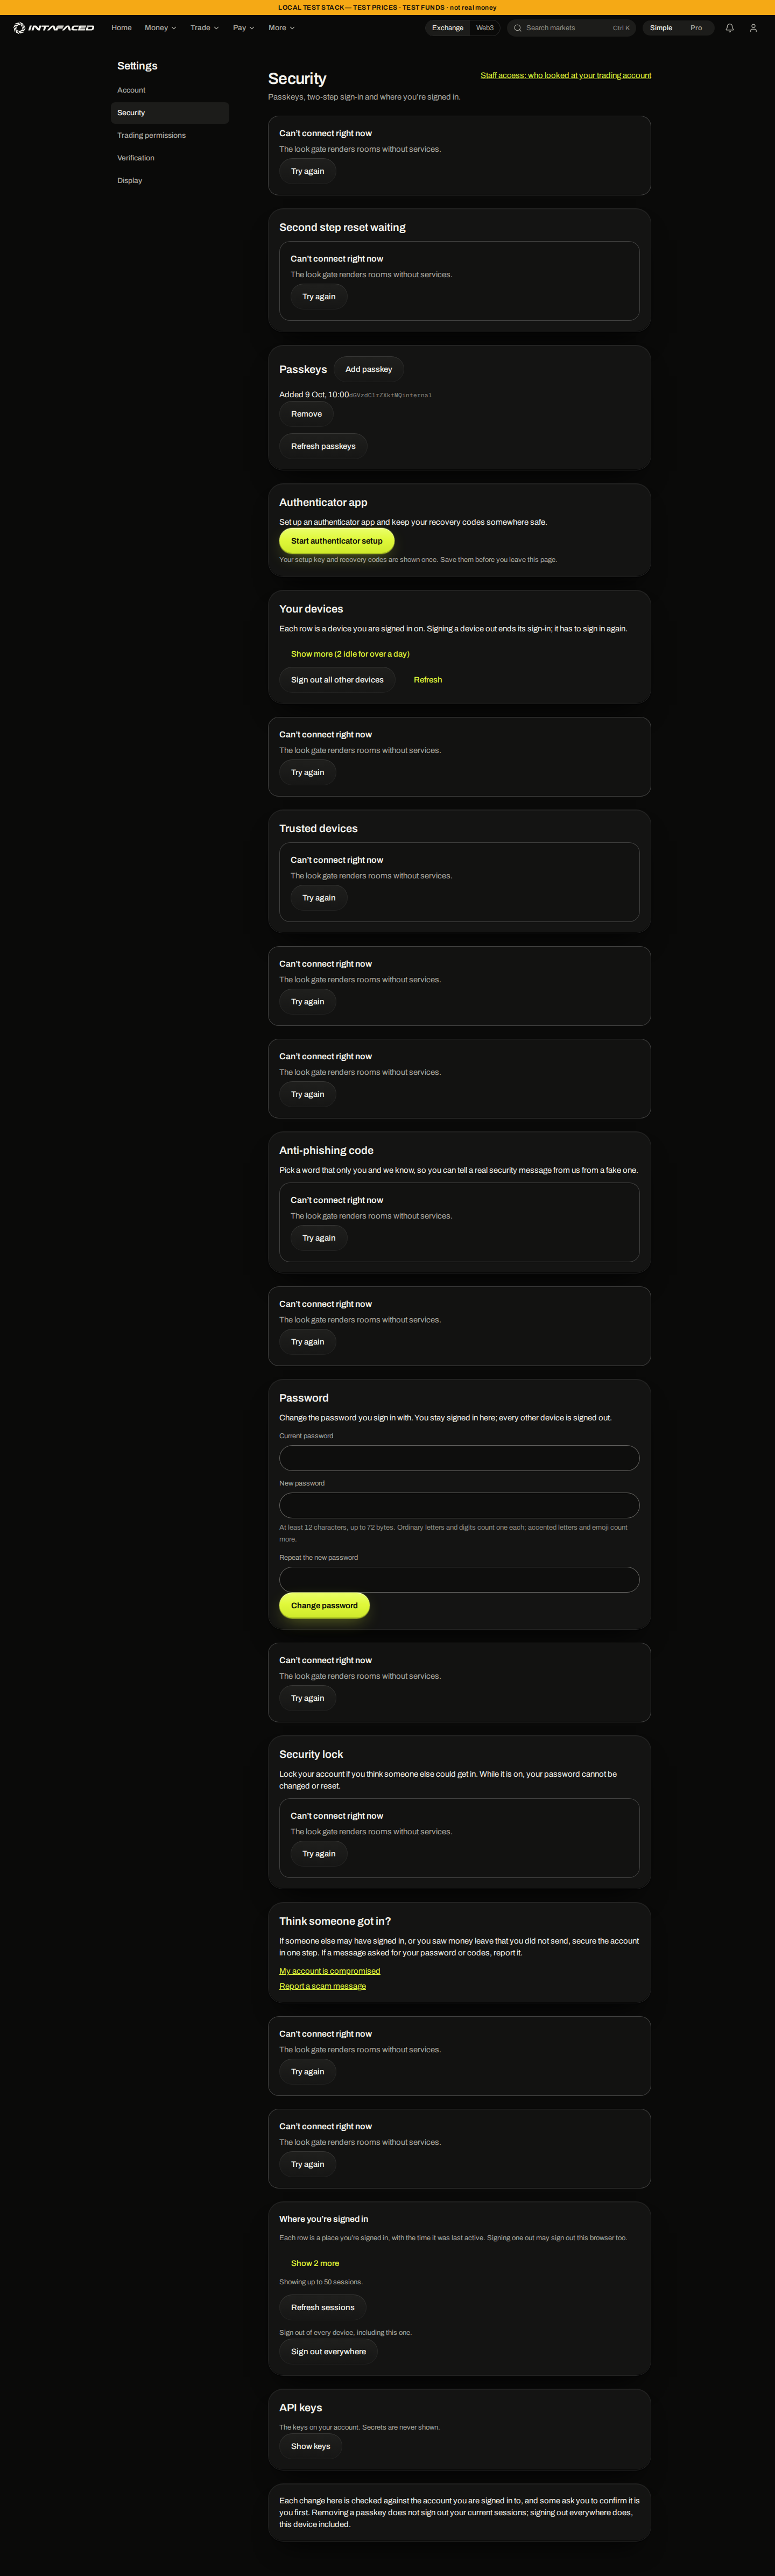 LOCAL TEST STACK — TEST PRICES · TEST FUNDS · not real money
INTAFACED Home Money Trade Pay More Exchange Web3 Search markets Ctrl K Simple Pro
Settings
Account
Security
Trading permissions
Verification
Display
Security
Staff access: who looked at your trading account
Passkeys, two-step sign-in and where you're signed in.
Can't connect right now
The look gate renders rooms without services.
Try again
Second step reset waiting
Can't connect right now
The look gate renders rooms without services.
Try again
Passkeys Add passkey
Added 9 Oct, 10:00
Remove
Refresh passkeys
Authenticator app
Set up an authenticator app and keep your recovery codes somewhere safe.
Start authenticator setup
Your setup key and recovery codes are shown once. Save them before you leave this page.
Your devices
Each row is a device you are signed in on. Signing a device out ends its sign-in; it has to sign in again.
Show more (2 idle for over a day)
Sign out all other devices Refresh
Can't connect right now
The look gate renders rooms without services.
Try again
Trusted devices
Can't connect right now
The look gate renders rooms without services.
Try again
Can't connect right now
The look gate renders rooms without services.
Try again
Can't connect right now
The look gate renders rooms without services.
Try again
Anti-phishing code
Pick a word that only you and we know, so you can tell a real security message from us from a fake one.
Can't connect right now
The look gate renders rooms without services.
Try again
Can't connect right now
The look gate renders rooms without services.
Try again
Password
Change the password you sign in with. You stay signed in here; every other device is signed out.
Current password
New password
At least 12 characters, up to 72 bytes. Ordinary letters and digits count one each; accented letters and emoji count
more.
Repeat the new password
Change password
Can't connect right now
The look gate renders rooms without services.
Try again
Security lock
Lock your account if you think someone else could get in. While it is on, your password cannot be
changed or reset.
Can't connect right now
The look gate renders rooms without services.
Try again
Think someone got in?
If someone else may have signed in, or you saw money leave that you did not send, secure the account
in one step. If a message asked for your password or codes, report it.
My account is compromised
Report a scam message
Can't connect right now
The look gate renders rooms without services.
Try again
Can't connect right now
The look gate renders rooms without services.
Try again
Where you're signed in
Each row is a place you're signed in, with the time it was last active. Signing one out may sign out this browser too.
Show 2 more
Showing up to 50 sessions.
Refresh sessions
Sign out of every device, including this one.
Sign out everywhere
API keys
The keys on your account. Secrets are never shown.
Show keys
Each change here is checked against the account you are signed in to, and some ask you to confirm it is
you first. Removing a passkey does not sign out your current sessions; signing out everywhere does,
this device included.